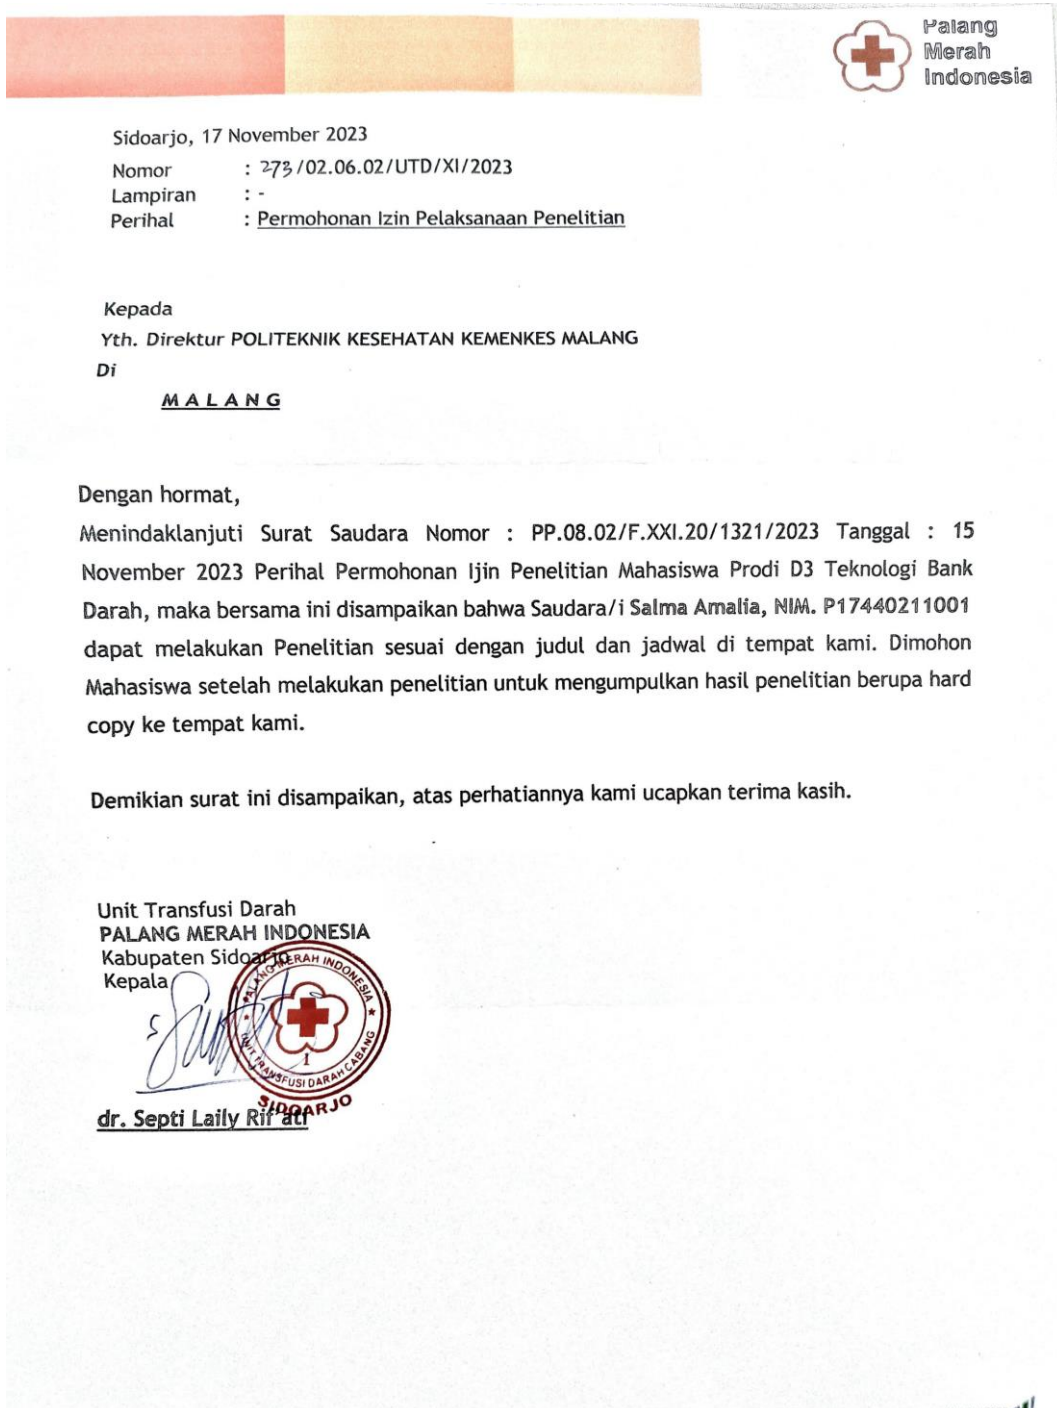 Palang
Merah
Indonesia
Sidoarjo, 17 November 2023
Nomor : 273/02.06.02/UTD/XI/2023
Lampiran : -
Perihal : Permohonan Izin Pelaksanaan Penelitian
Kepada
Yth. Direktur POLITEKNIK KESEHATAN KEMENKES MALANG
Di
M A L A N G
Dengan hormat,
Menindaklanjuti Surat Saudara Nomor : PP.08.02/F.XXI.20/1321/2023 Tanggal : 15
November 2023 Perihal Permohonan Ijin Penelitian Mahasiswa Prodi D3 Teknologi Bank
Darah, maka bersama ini disampaikan bahwa Saudara/i Salma Amalia, NIM. P17440211001
dapat melakukan Penelitian sesuai dengan judul dan jadwal di tempat kami. Dimohon
Mahasiswa setelah melakukan penelitian untuk mengumpulkan hasil penelitian berupa hard
copy ke tempat kami.
Demikian surat ini disampaikan, atas perhatiannya kami ucapkan terima kasih.
Unit Transfusi Darah
PALANG MERAH INDONESIA
Kabupaten Sidoarjo
Kepala
PALANG MERAH INDONESIA
1
UNIT TRANSFUSI DARAH CABANG
SIDOARJO
dr. Septi Laily Rif'ati